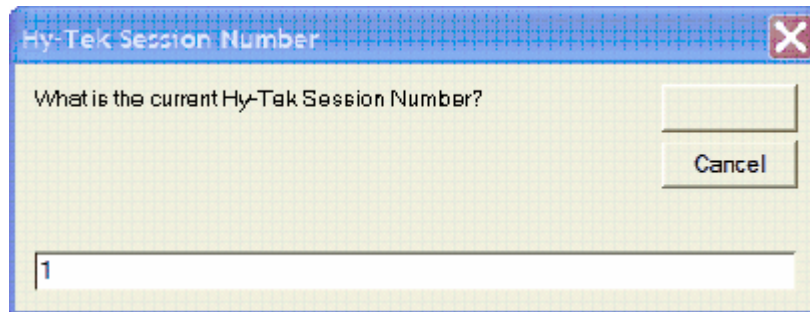 Hy-Tek Session Number
What is the current Hy-Tek Session Number?
Cancel
1